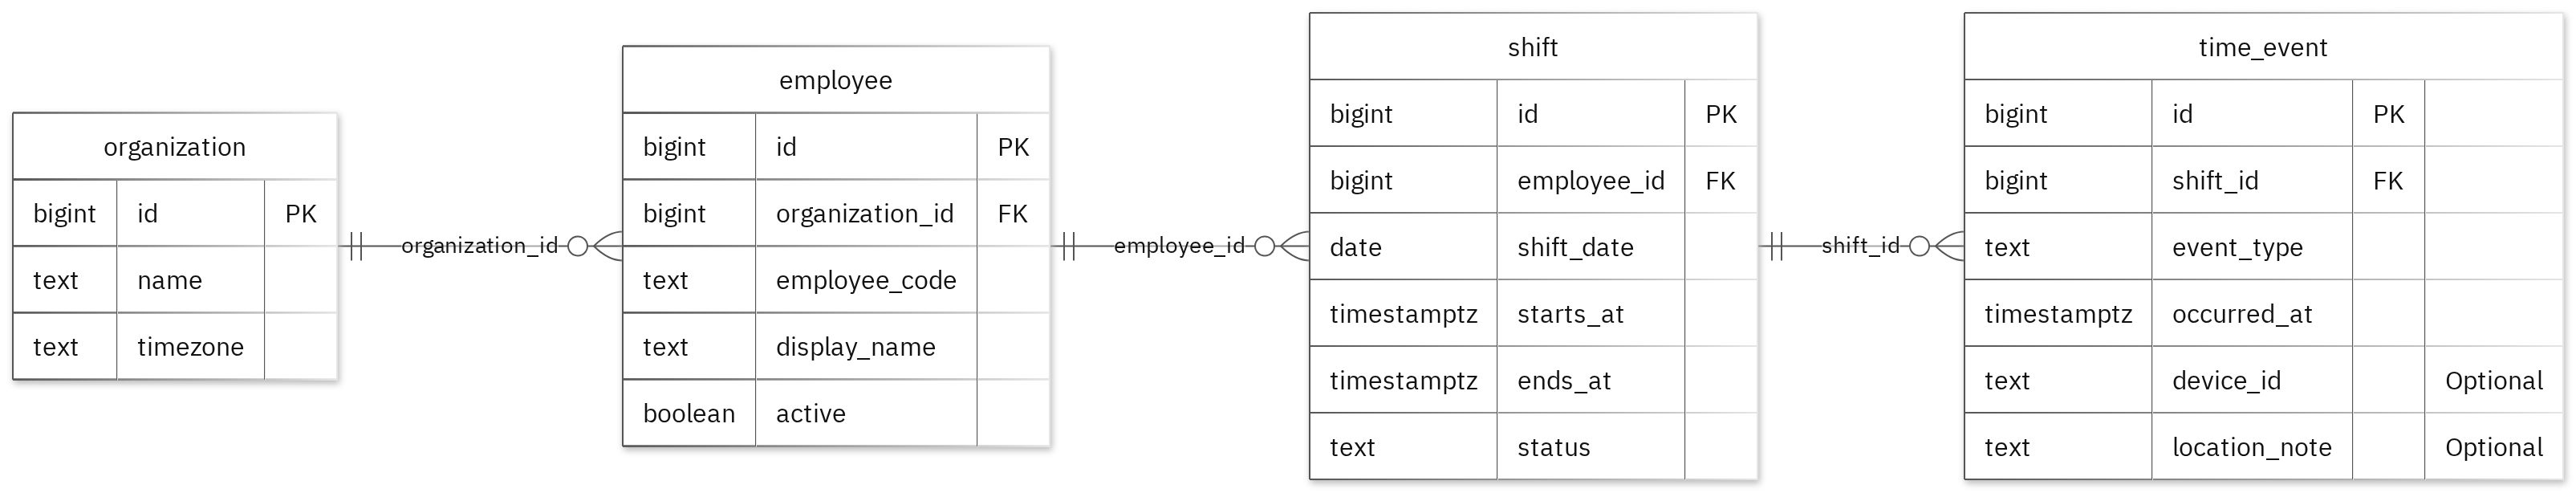 organization
bigint id PK
text name
text timezone
organization_id
employee
bigint id PK
bigint organization_id FK
text employee_code
text display_name
boolean active
employee_id
shift
bigint id PK
bigint employee_id FK
date shift_date
timestamptz starts_at
timestamptz ends_at
text status
shift_id
time_event
bigint id PK
bigint shift_id FK
text event_type
timestamptz occurred_at
text device_id Optional
text location_note Optional